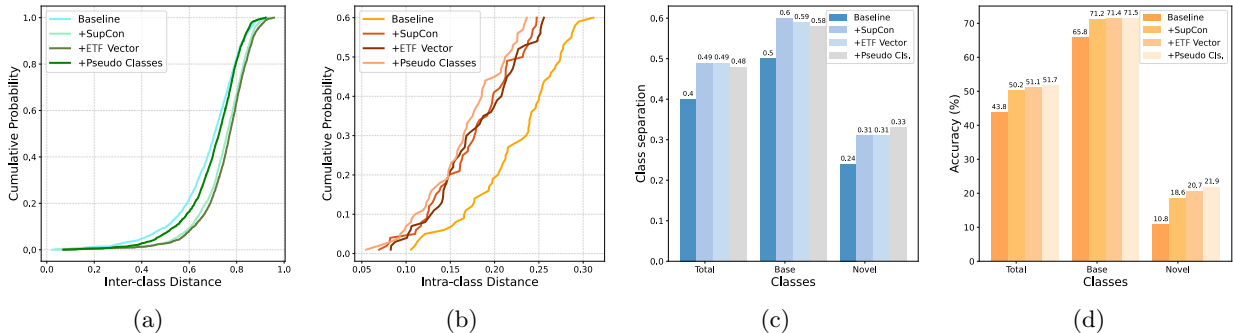 Cumulative Probability
1.0
0.8
0.6
0.4
0.2
0.0
Baseline
+SupCon
+ETF Vector
+Pseudo Classes
0.0 0.2 0.4 0.6 0.8 1.0
Inter-class Distance
(a)
Cumulative Probability
0.6
0.5
0.4
0.3
0.2
0.1
0.0
Baseline
+SupCon
+ETF Vector
+Pseudo Classes
0.05 0.10 0.15 0.20 0.25 0.30
Intra-class Distance
(b)
Class separation
0.6
0.5
0.4
0.3
0.2
0.1
0.0
Baseline
+SupCon
+ETF Vector
+Pseudo Cls.
0.4 0.49 0.49 0.48
0.5 0.6 0.59 0.58
0.24 0.31 0.31 0.33
Total Base Novel
Classes
(c)
Accuracy (%)
70
60
50
40
30
20
10
0
Baseline
+SupCon
+ETF Vector
+Pseudo Cls.
43.8 50.2 51.1 51.7
65.8 71.2 71.4 71.5
10.8 18.6 20.7 21.9
Total Base Novel
Classes
(d)